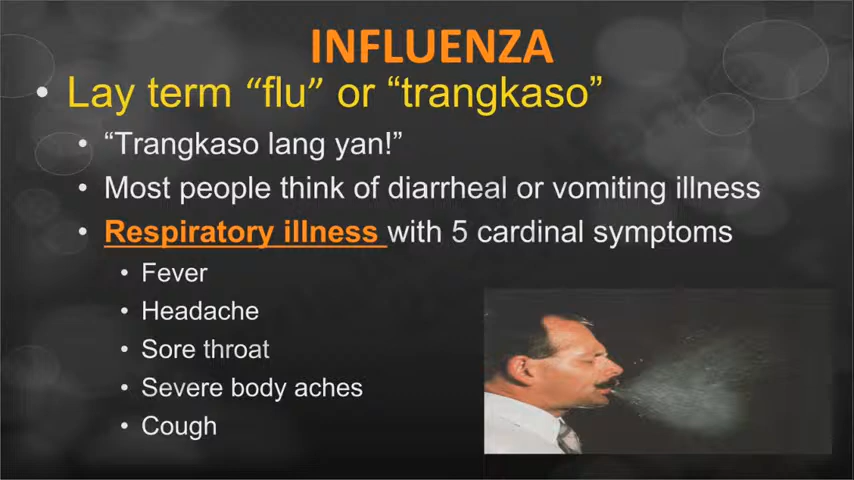 INFLUENZA
• Lay term “flu” or “trangkaso”
• “Trangkaso lang yan!”
• Most people think of diarrheal or vomiting illness
• Respiratory illness with 5 cardinal symptoms
• Fever
• Headache
• Sore throat
• Severe body aches
• Cough